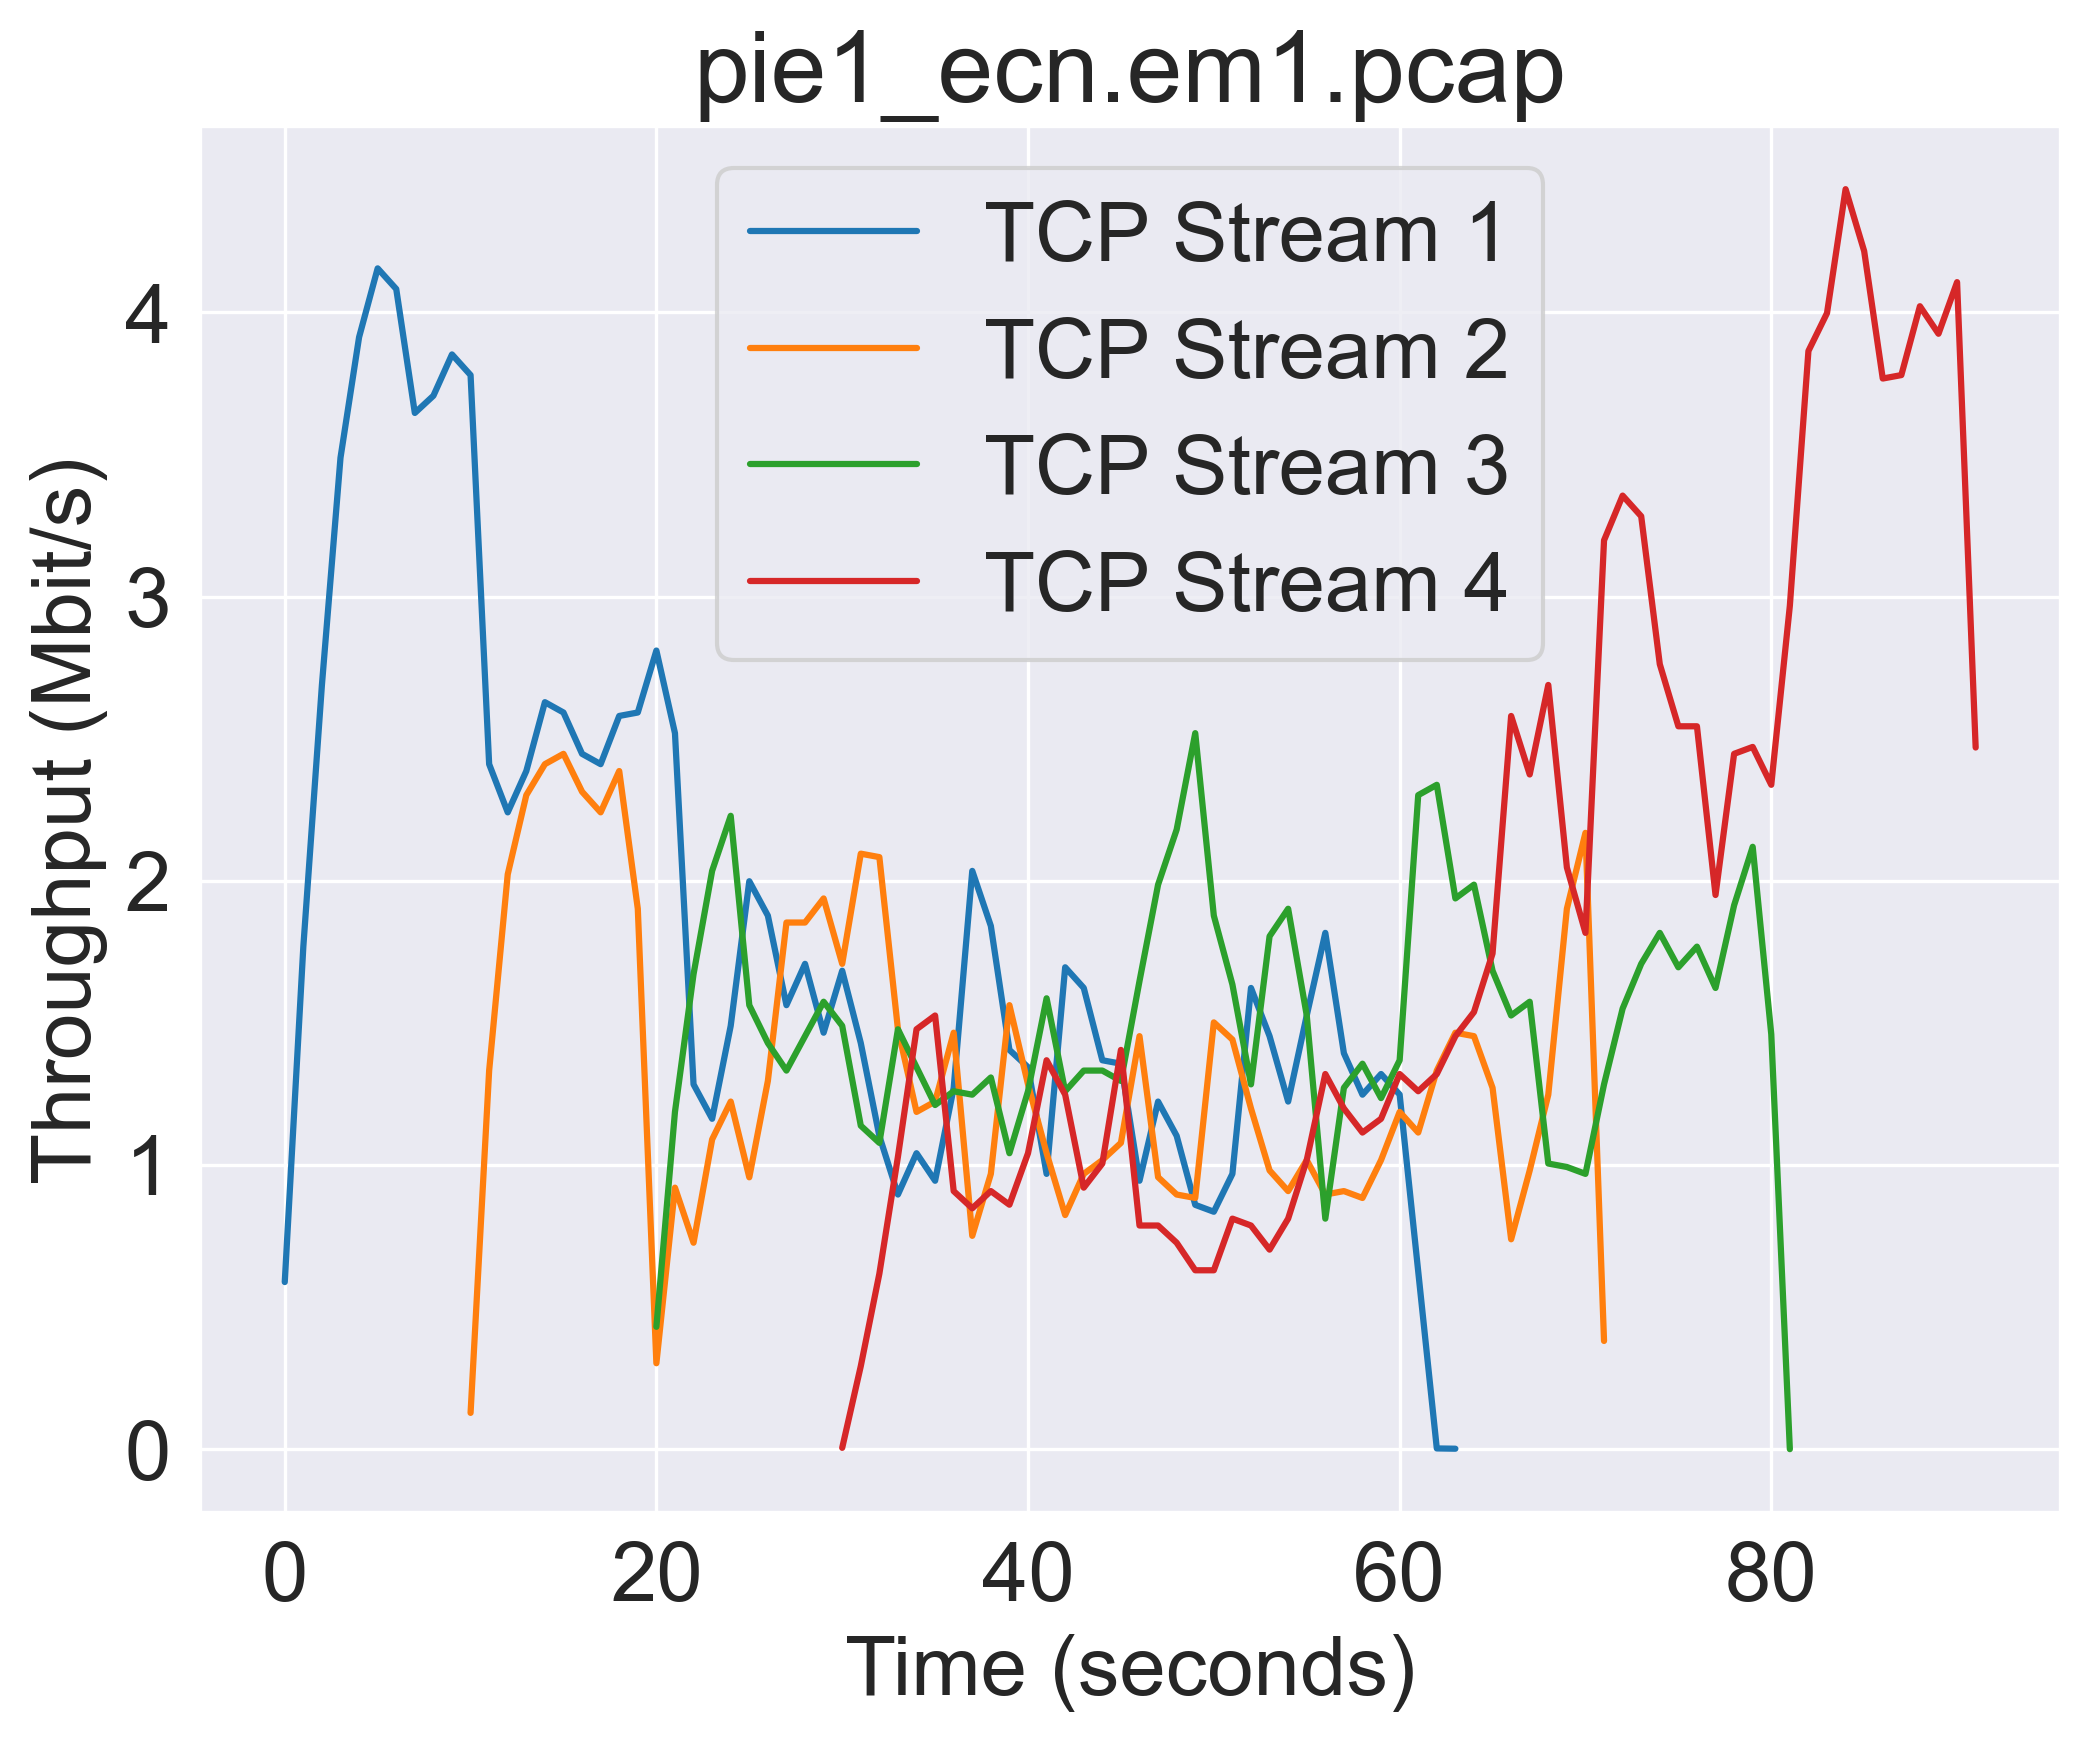 pie1_ecn.em1.pcap
TCP Stream 1
TCP Stream 2
TCP Stream 3
TCP Stream 4
Throughput (Mbit/s)
4
3
2
1
0
0 20 40 60 80
Time (seconds)